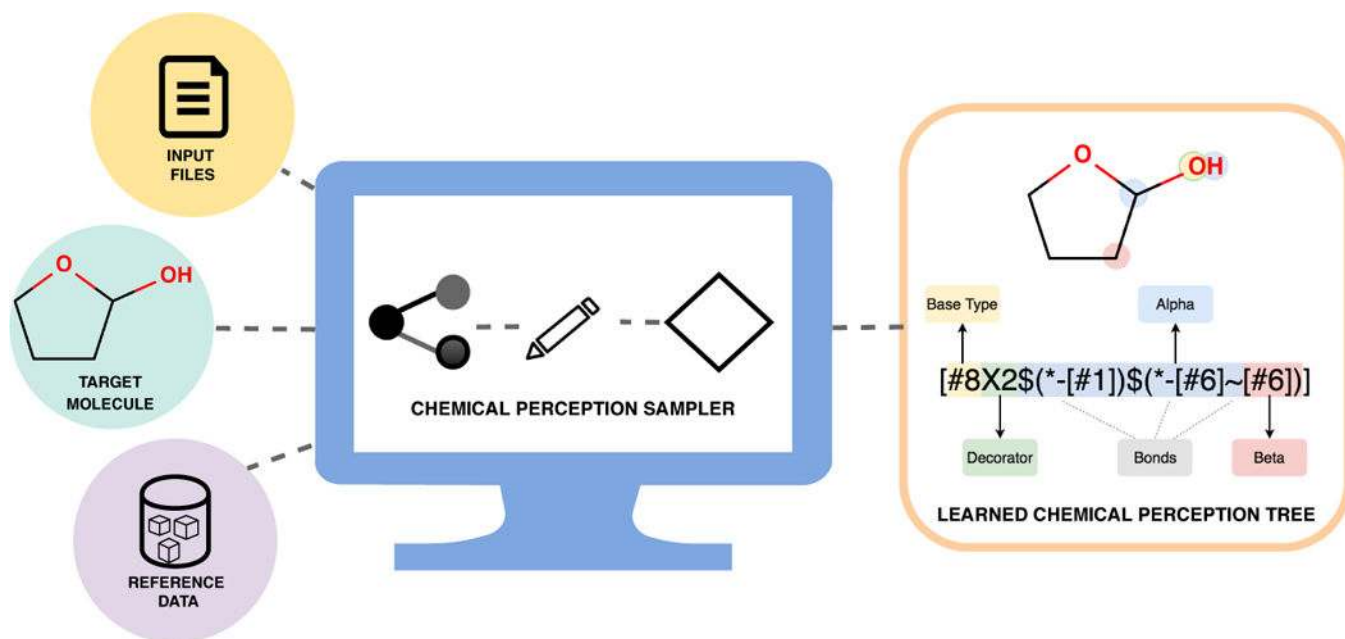 INPUT
FILES
O
OH
TARGET
MOLECULE
REFERENCE
DATA
CHEMICAL PERCEPTION SAMPLER
O
OH
Base Type
Alpha
[#8X2$(*-[#1])$(*-[#6]~[#6])]
Decorator
Bonds
Beta
LEARNED CHEMICAL PERCEPTION TREE